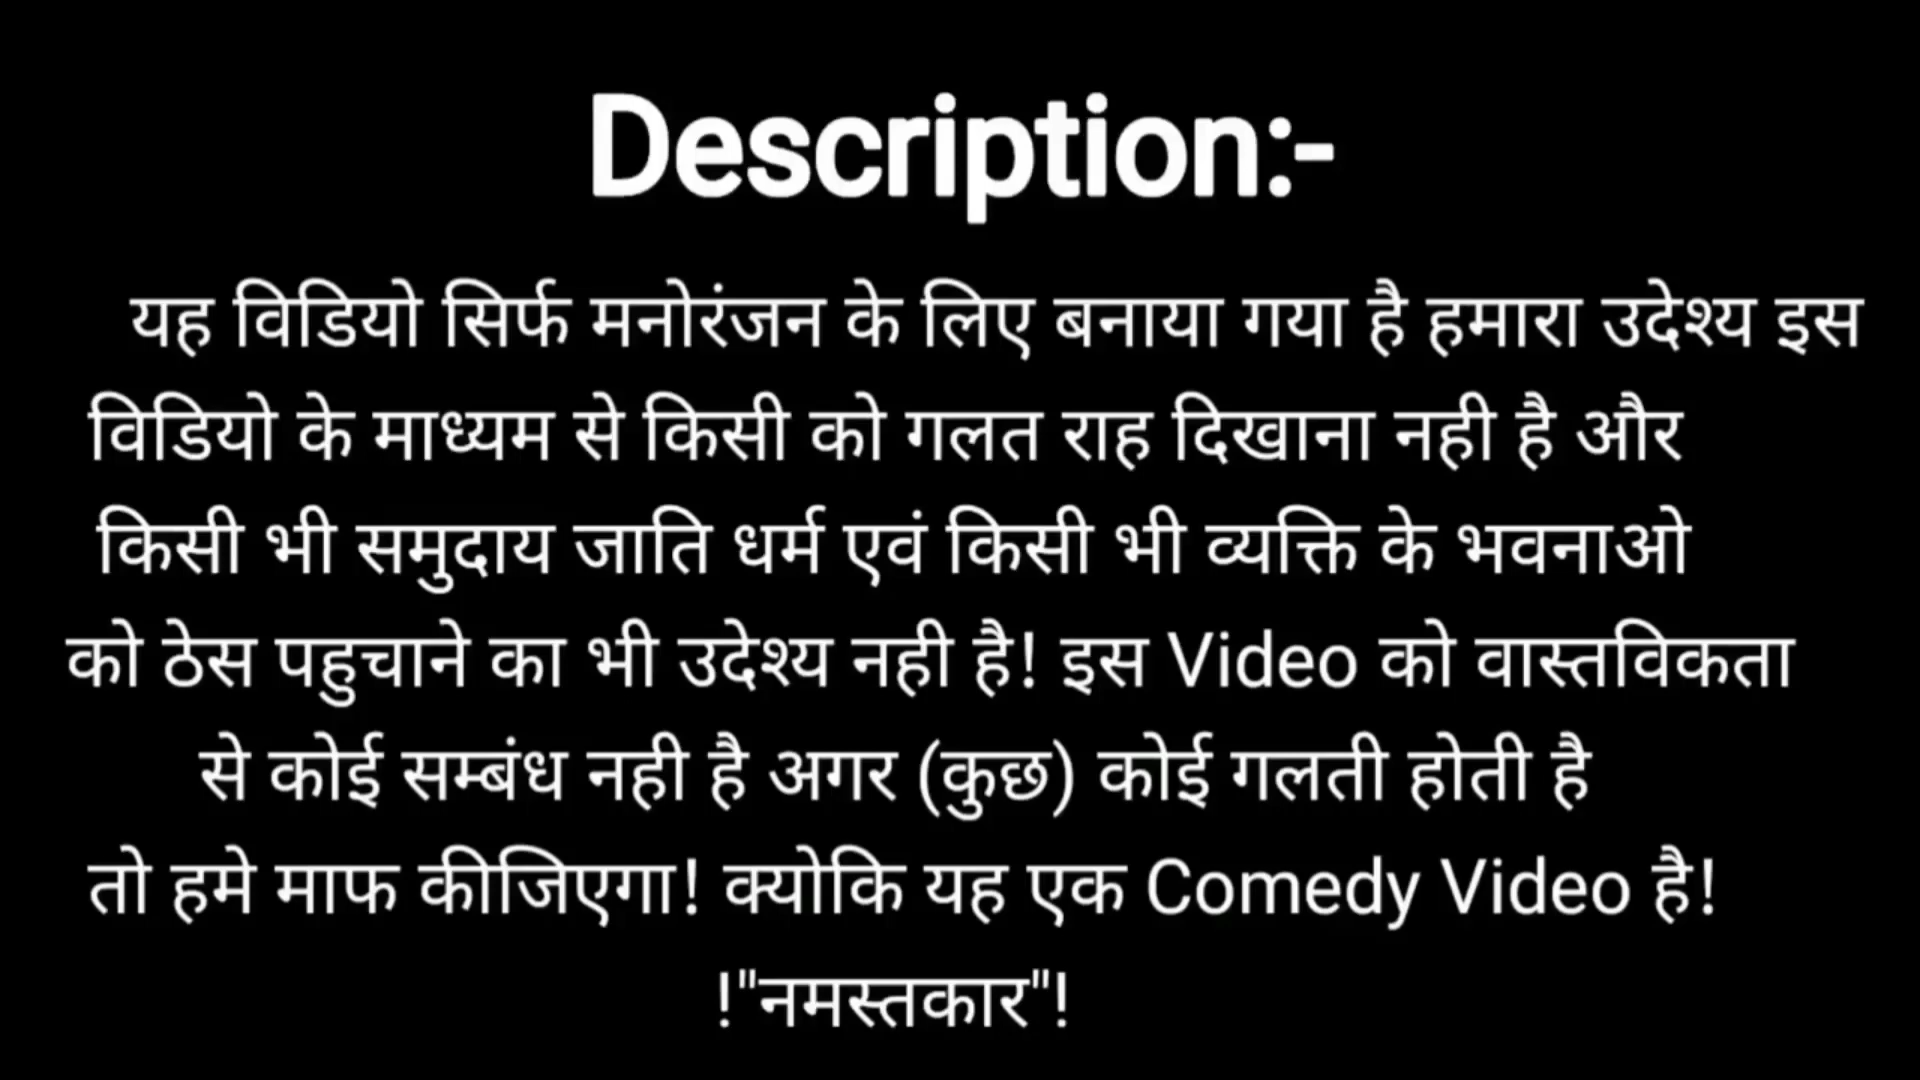 Description:-
यह विडियो सिर्फ मनोरंजन के लिए बनाया गया है हमारा उदेश्य इस
विडियो के माध्यम से किसी को गलत राह दिखाना नही है और
किसी भी समुदाय जाति धर्म एवं किसी भी व्यक्ति के भवनाओ
को ठेस पहुचाने का भी उदेश्य नही है! इस Video को वास्तविकता
से कोई सम्बंध नही है अगर (कुछ) कोई गलती होती है
तो हमे माफ कीजिएगा! क्योकि यह एक Comedy Video है!
!"नमस्तकार"!